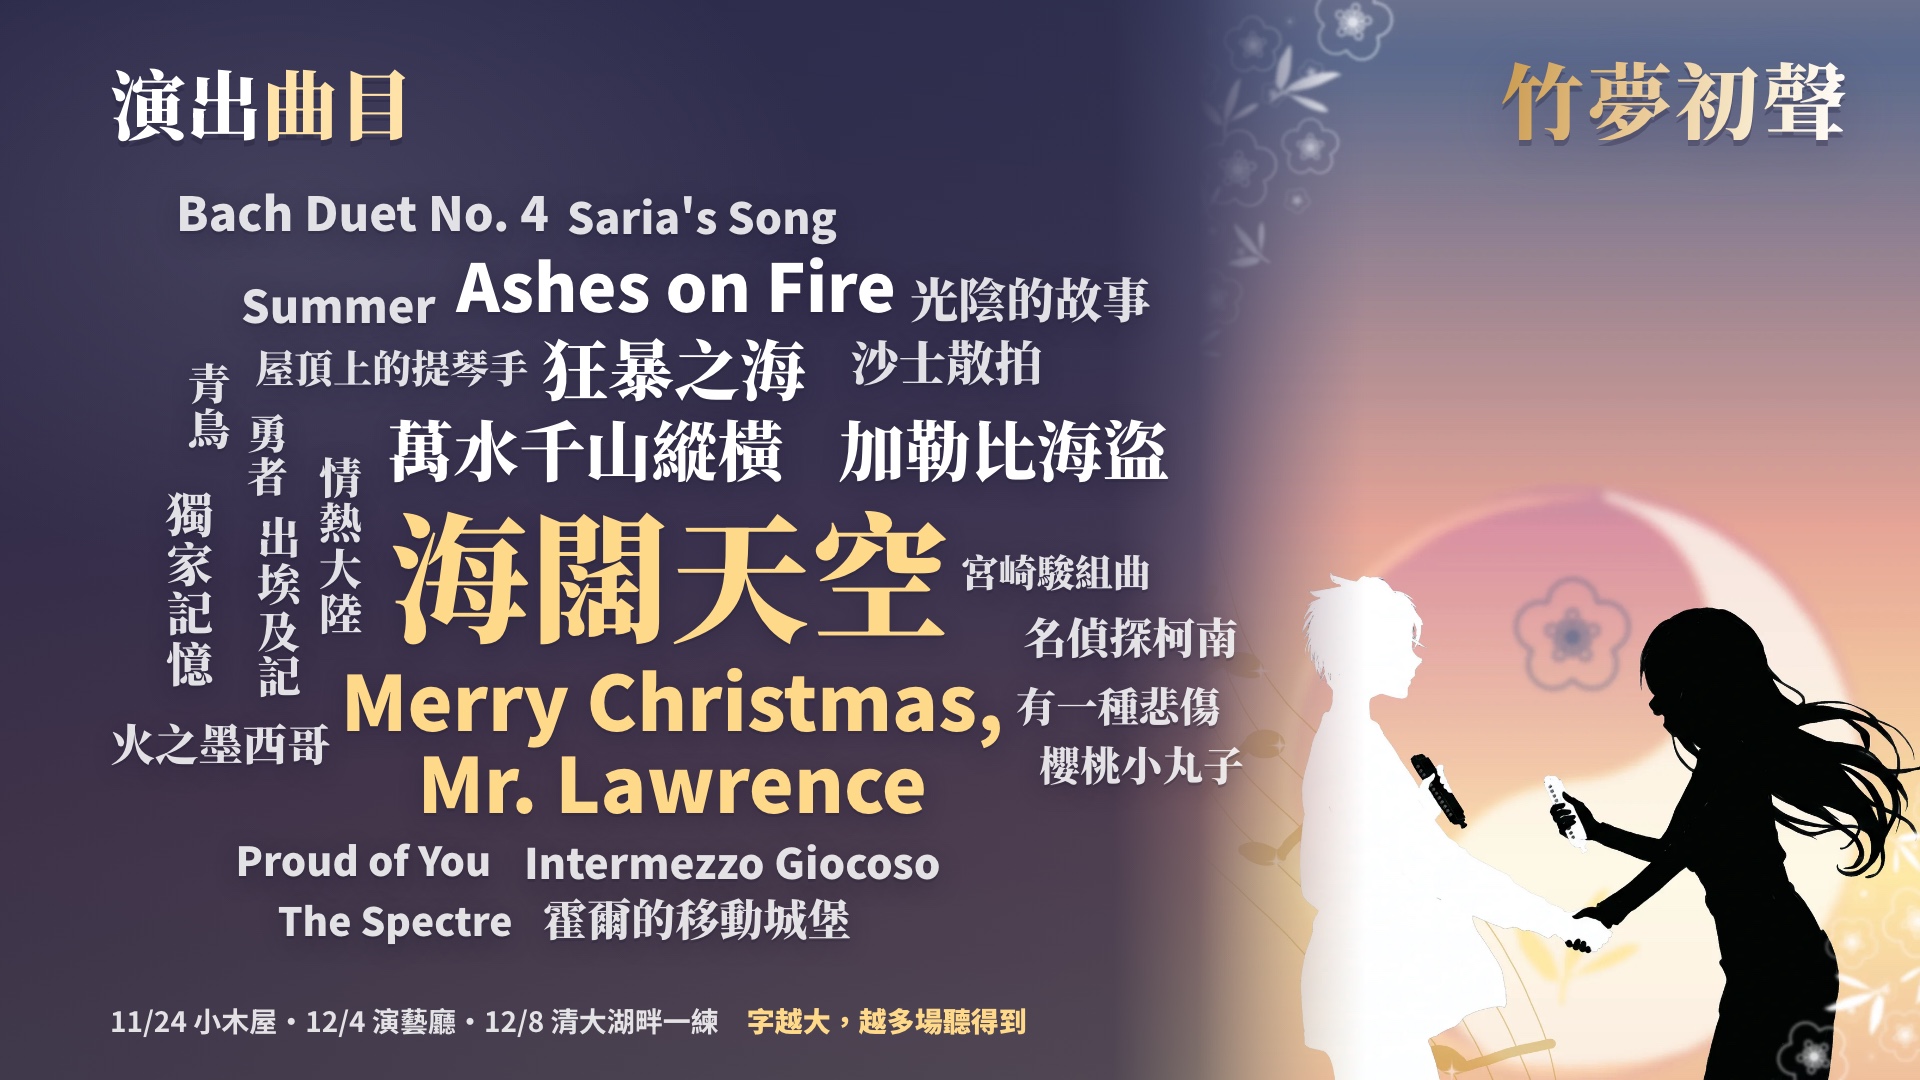 演出曲目
竹夢初聲
Bach Duet No. 4
Saria's Song
Summer
Ashes on Fire
光陰的故事
屋頂上的提琴手
狂暴之海
沙士散拍
青鳥
勇者
情熱大陸
萬水千山縱橫
加勒比海盜
獨家記憶
出埃及記
海闊天空
宮崎駿組曲
名偵探柯南
火之墨西哥
Merry Christmas,
Mr. Lawrence
有一種悲傷
櫻桃小丸子
Proud of You
Intermezzo Giocoso
The Spectre
霍爾的移動城堡
11/24 小木屋・12/4 演藝廳・12/8 清大湖畔一練 字越大，越多場聽得到